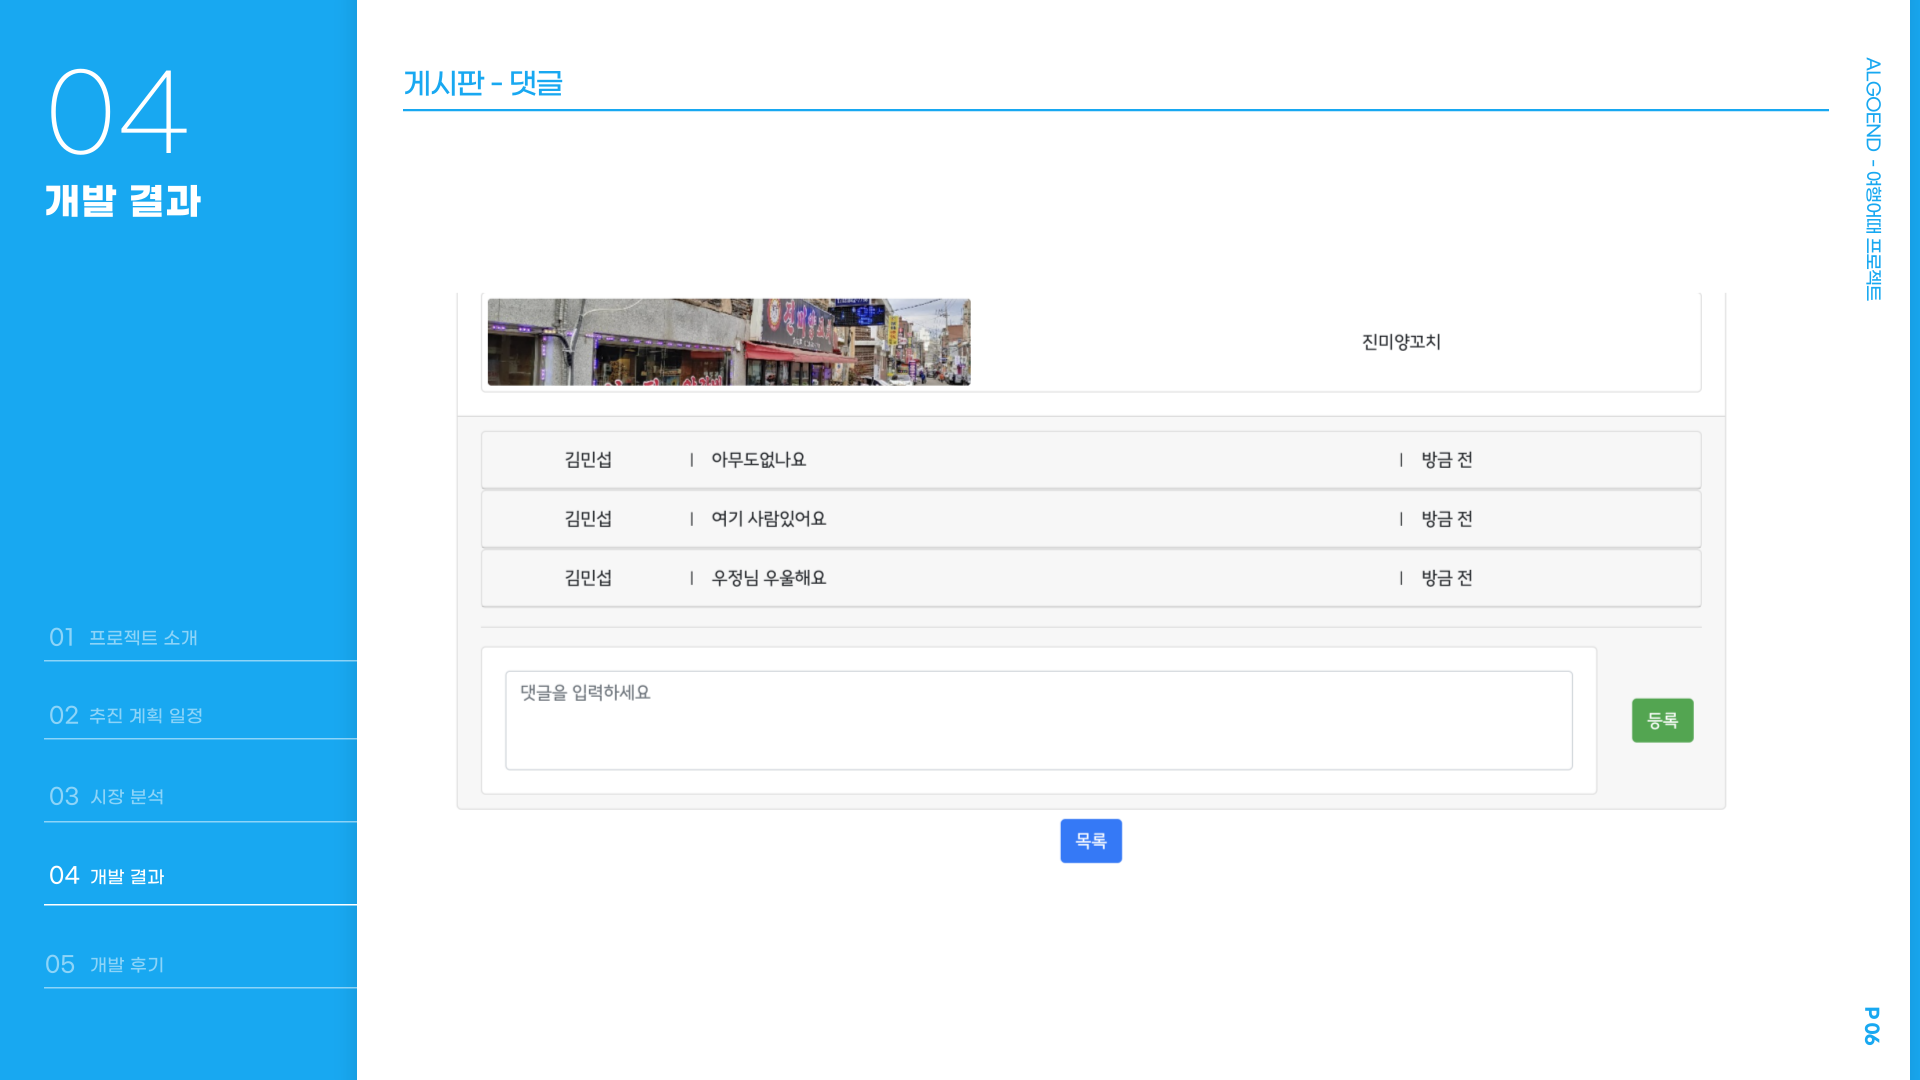 04
개발 결과
01 프로젝트 소개
02 추진 계획 일정
03 시장 분석
04 개발 결과
05 개발 후기
게시판 - 댓글
진미양꼬치
김민섭 | 아무도없나요 | 방금 전
김민섭 | 여기 사람있어요 | 방금 전
김민섭 | 우정님 우울해요 | 방금 전
댓글을 입력하세요
등록
목록
ALGOEND - 여행어때 프로젝트
P 06